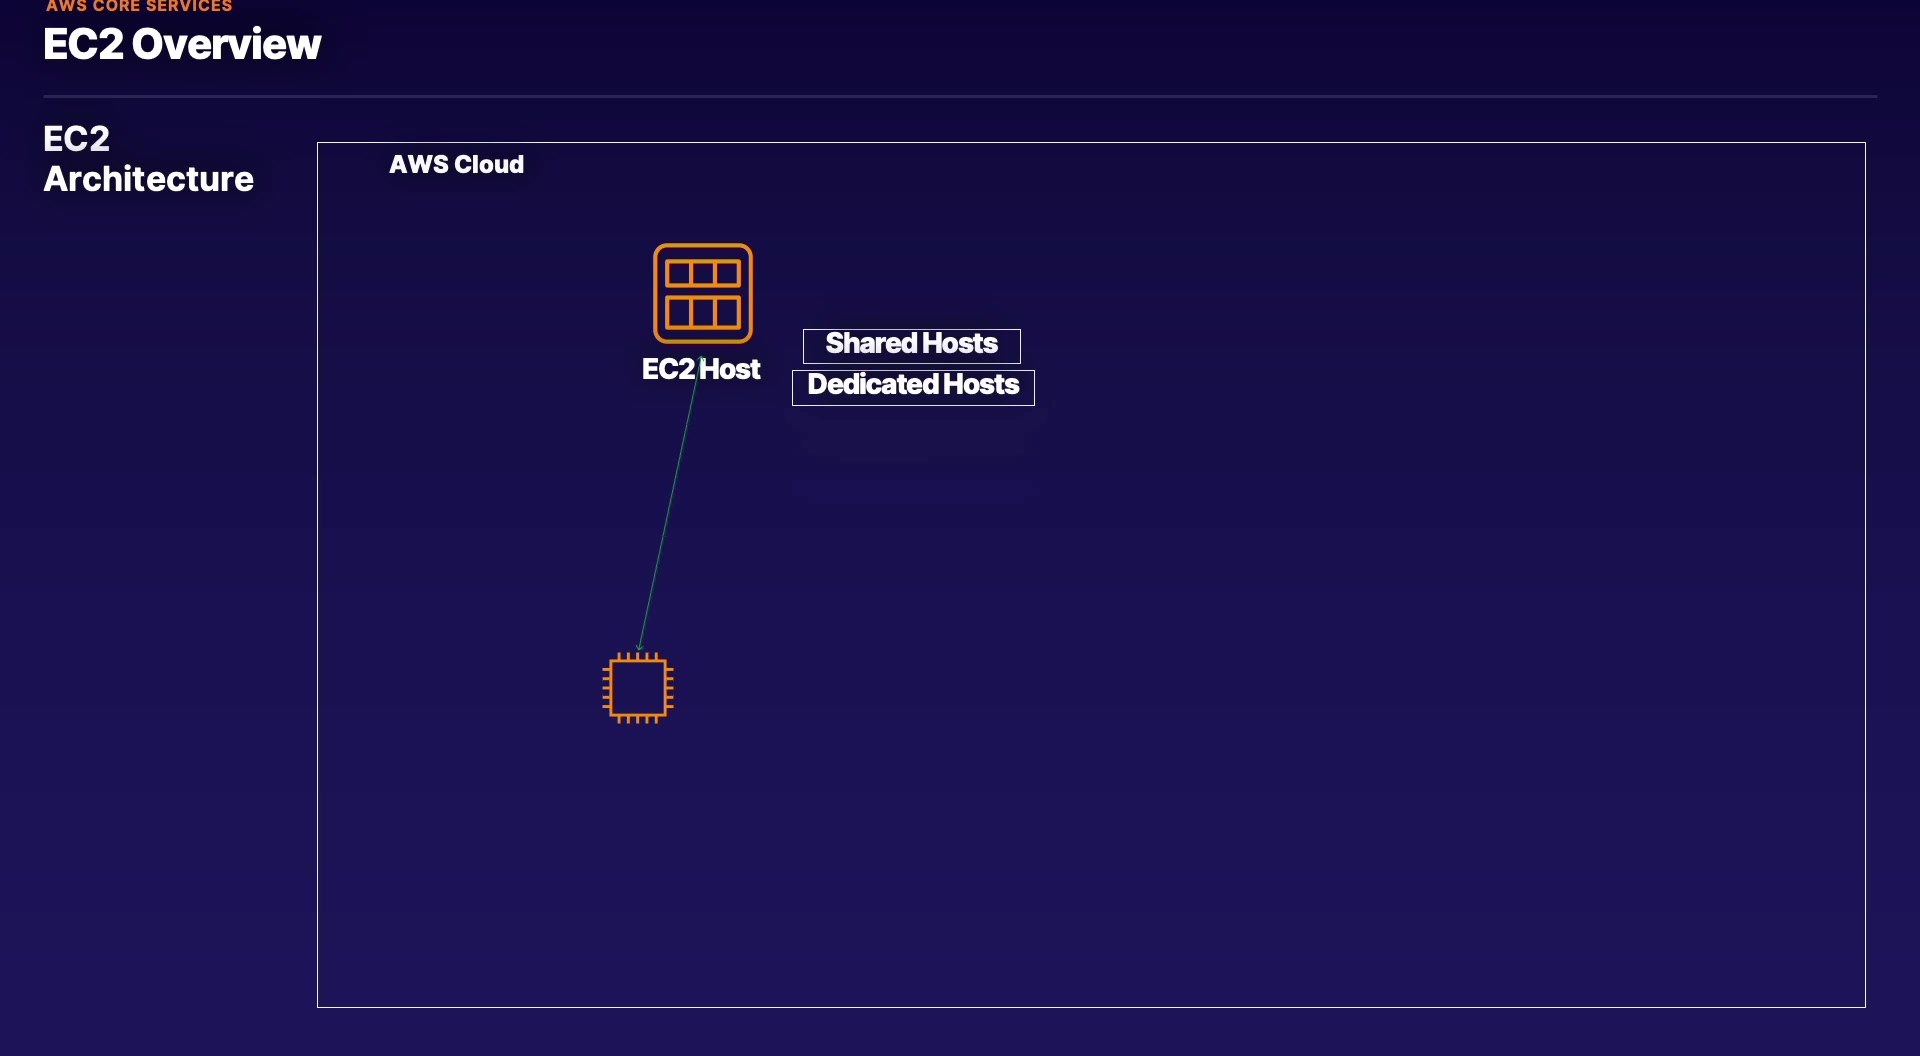 AWS CORE SERVICES
EC2 Overview
EC2
Architecture
AWS Cloud
EC2 Host
Shared Hosts
Dedicated Hosts